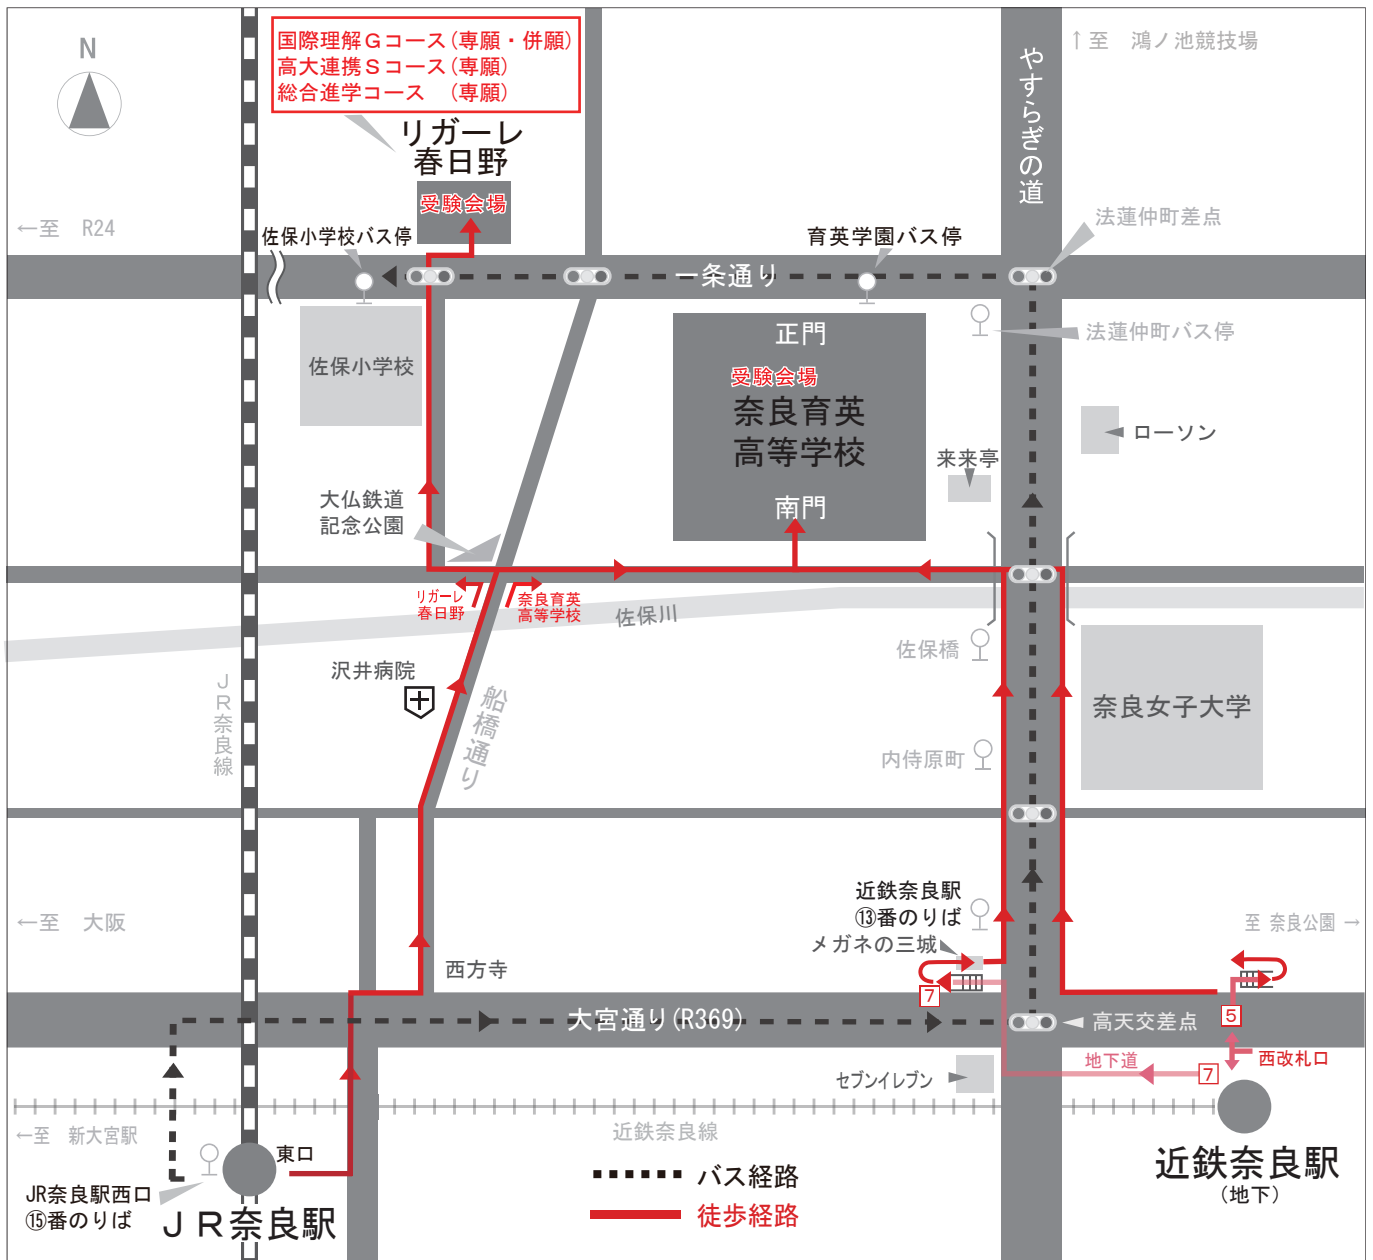 国際理解Gコース(専願・併願)
高大連携Sコース(専願)
総合進学コース (専願)
N
↑至 鴻ノ池競技場
やすらぎの道
リガーレ
春日野
受験会場
←至 R24
佐保小学校バス停
育英学園バス停
法蓮仲町差点
一条通り
正門
法蓮仲町バス停
佐保小学校
受験会場
奈良育英
高等学校
ローソン
来来亭
大仏鉄道
記念公園
南門
リガーレ
春日野
奈良育英
高等学校
佐保川
佐保橋
沢井病院
船橋通り
JR奈良線
奈良女子大学
内侍原町
近鉄奈良駅
⑬番のりば
←至 大阪
至 奈良公園→
メガネの三城
西方寺
7
5
大宮通り(R369)
高天交差点
地下道
西改札口
7
セブンイレブン
←至 新大宮駅
近鉄奈良線
東口
近鉄奈良駅
(地下)
バス経路
JR奈良駅西口
⑮番のりば
JR奈良駅
徒歩経路